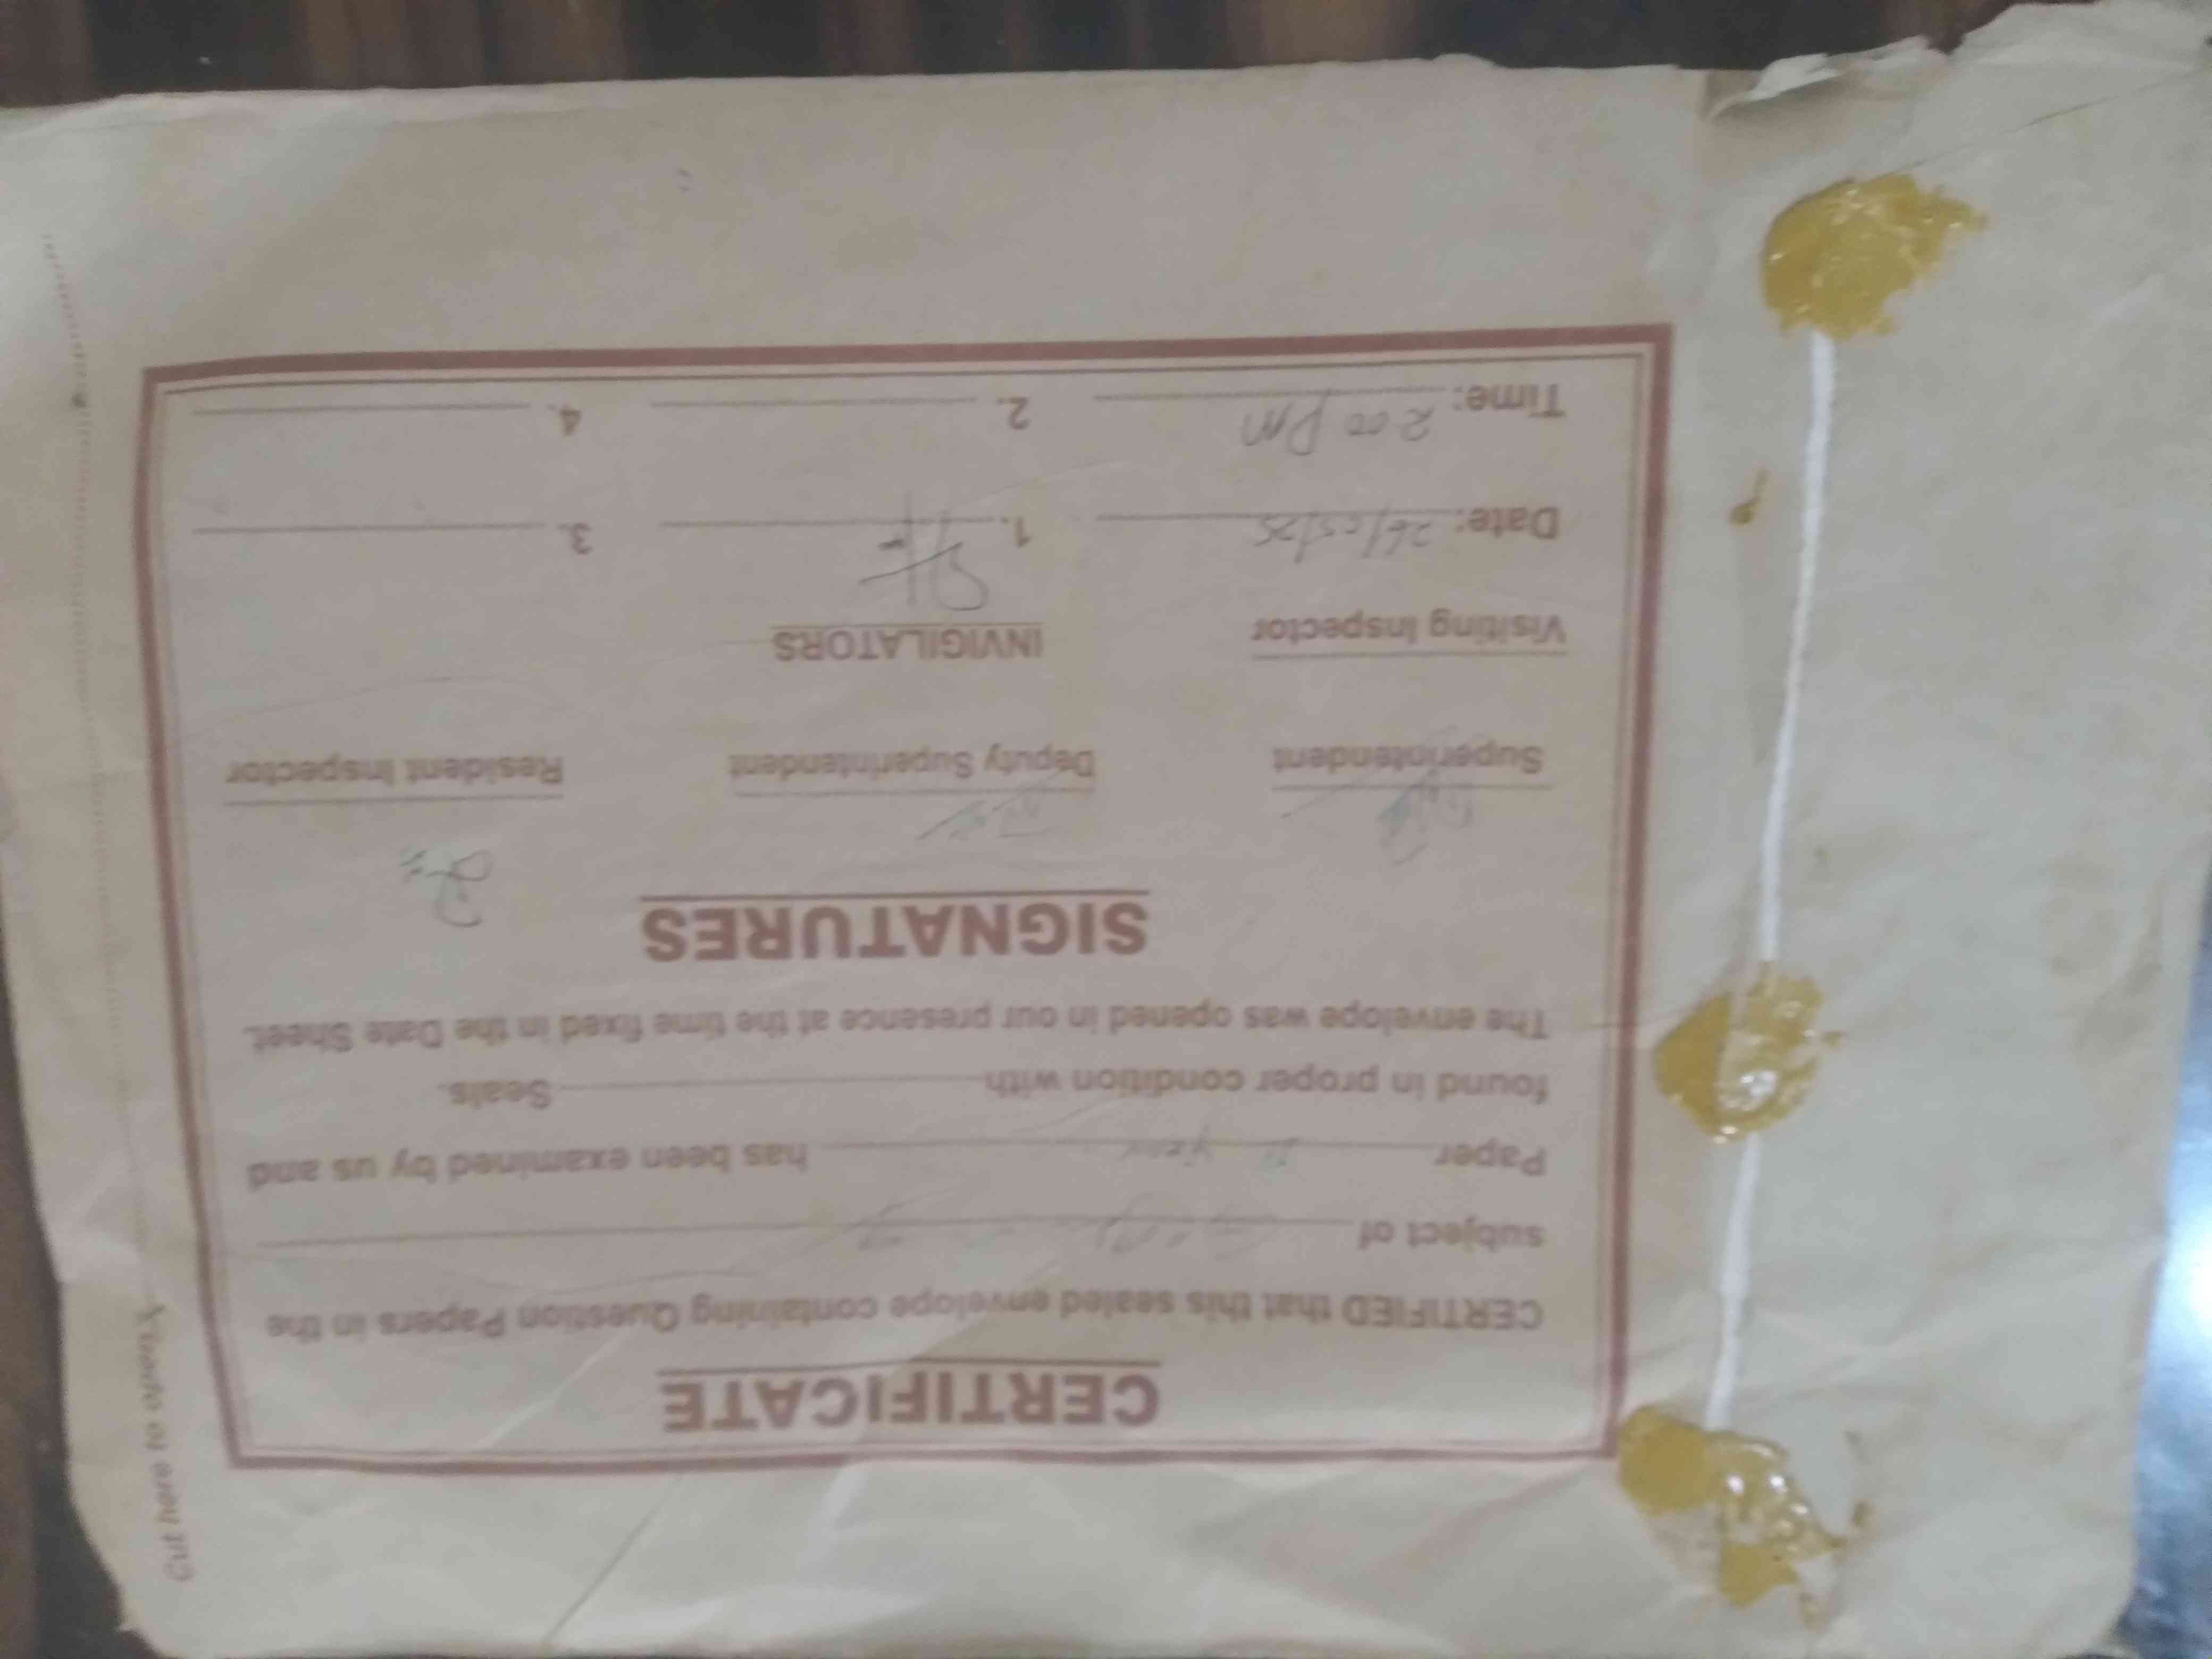 CERTIFICATE
CERTIFIED that this sealed envelope containing Question Papers in the
subject of
Paper II year has been examined by us and
found in proper condition with Seals.
The envelope was opened in our presence at the time fixed in the Date Sheet.
SIGNATURES
Superintendent Deputy Superintendent Resident Inspector
Visiting Inspector INVIGILATORS
Date: 26/05/25 1. 3.
Time: 2 00 PM 2. 4.
Cut here to open